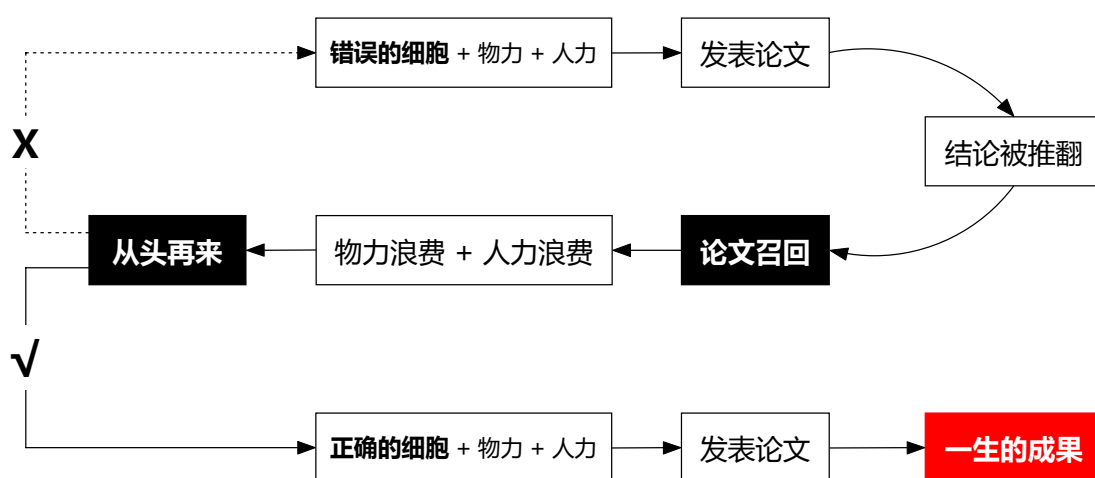 错误的细胞 + 物力 + 人力
发表论文
结论被推翻
X
从头再来
物力浪费 + 人力浪费
论文召回
√
正确的细胞 + 物力 + 人力
发表论文
一生的成果